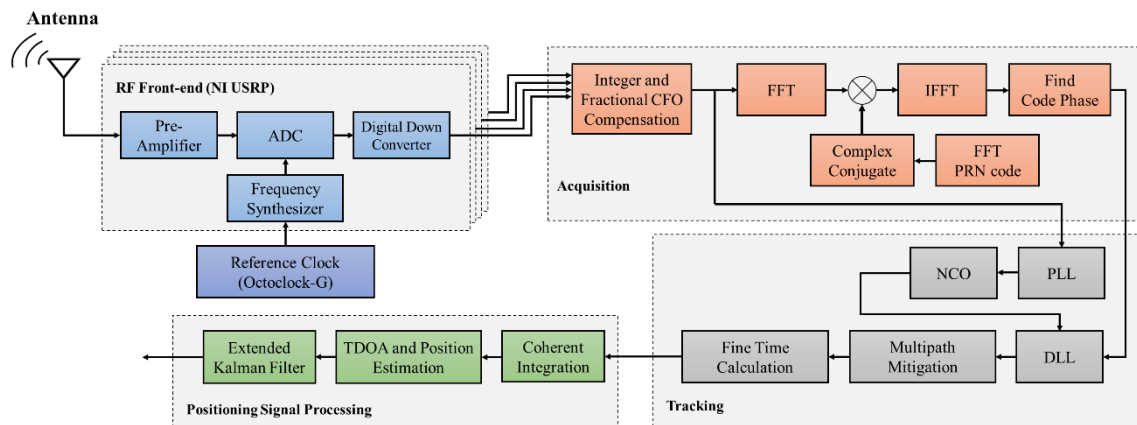 Antenna
RF Front-end (NI USRP)
Pre-
Amplifier
ADC
Digital Down
Converter
Frequency
Synthesizer
Reference Clock
(Octoclock-G)
Integer and
Fractional CFO
Compensation
FFT
IFFT
Find
Code Phase
Complex
Conjugate
FFT
PRN code
Acquisition
NCO
PLL
DLL
Multipath
Mitigation
Fine Time
Calculation
Tracking
Coherent
Integration
TDOA and Position
Estimation
Extended
Kalman Filter
Positioning Signal Processing